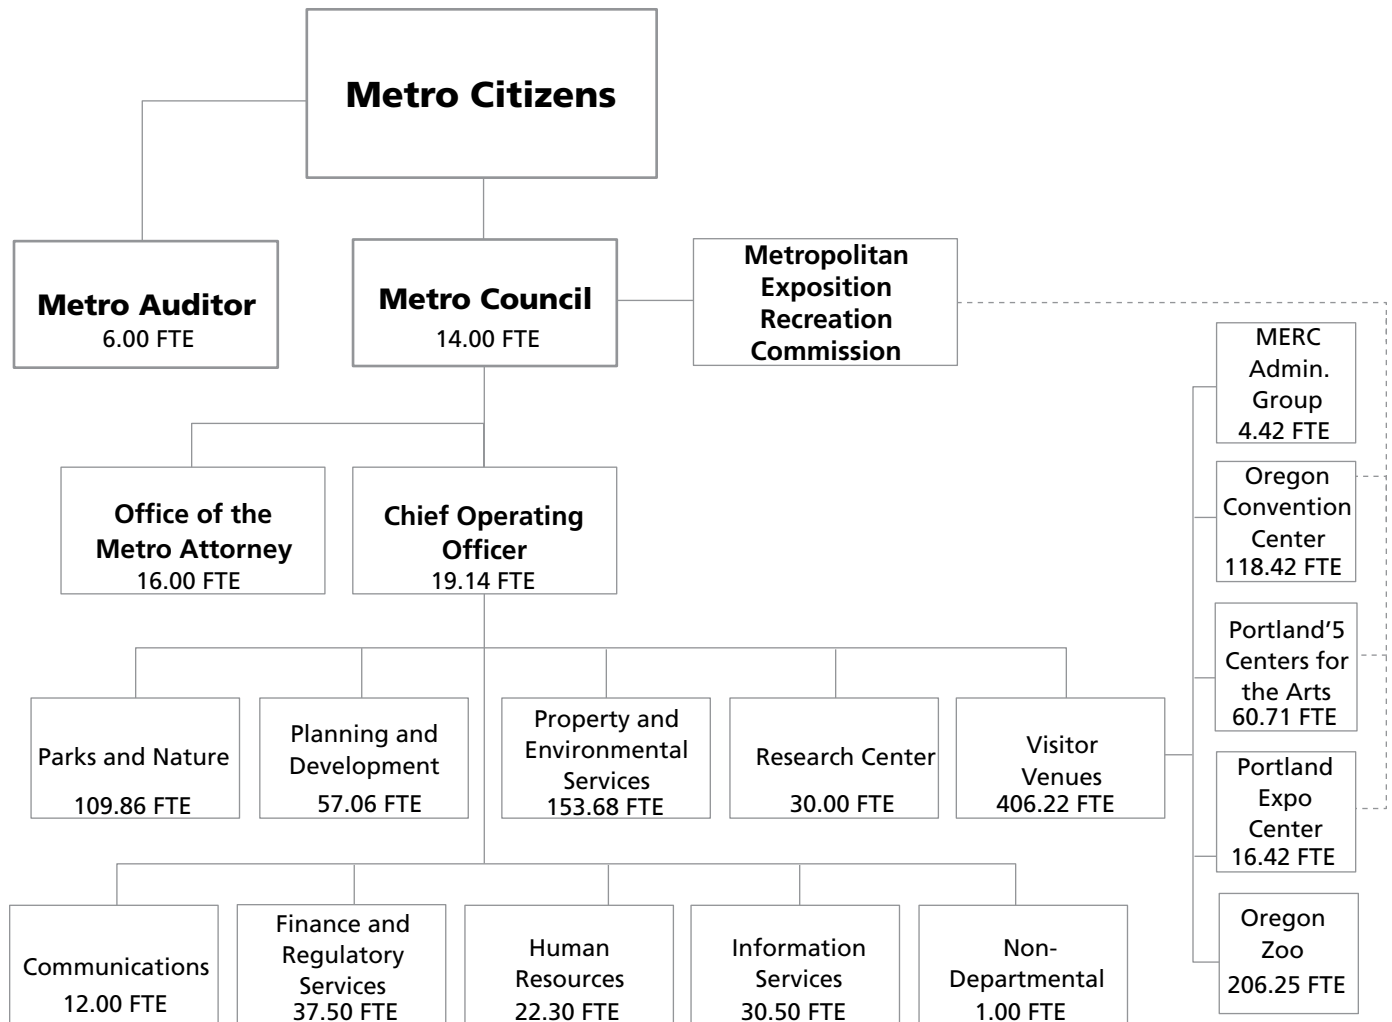 Metro Citizens
Metro Auditor
6.00 FTE
Metro Council
14.00 FTE
Metropolitan
Exposition
Recreation
Commission
MERC
Admin.
Group
4.42 FTE
Oregon
Convention
Center
118.42 FTE
Portland'5
Centers for
the Arts
60.71 FTE
Portland
Expo
Center
16.42 FTE
Oregon
Zoo
206.25 FTE
Office of the
Metro Attorney
16.00 FTE
Chief Operating
Officer
19.14 FTE
Parks and Nature
109.86 FTE
Planning and
Development
57.06 FTE
Property and
Environmental
Services
153.68 FTE
Research Center
30.00 FTE
Visitor
Venues
406.22 FTE
Communications
12.00 FTE
Finance and
Regulatory
Services
37.50 FTE
Human
Resources
22.30 FTE
Information
Services
30.50 FTE
Non-
Departmental
1.00 FTE